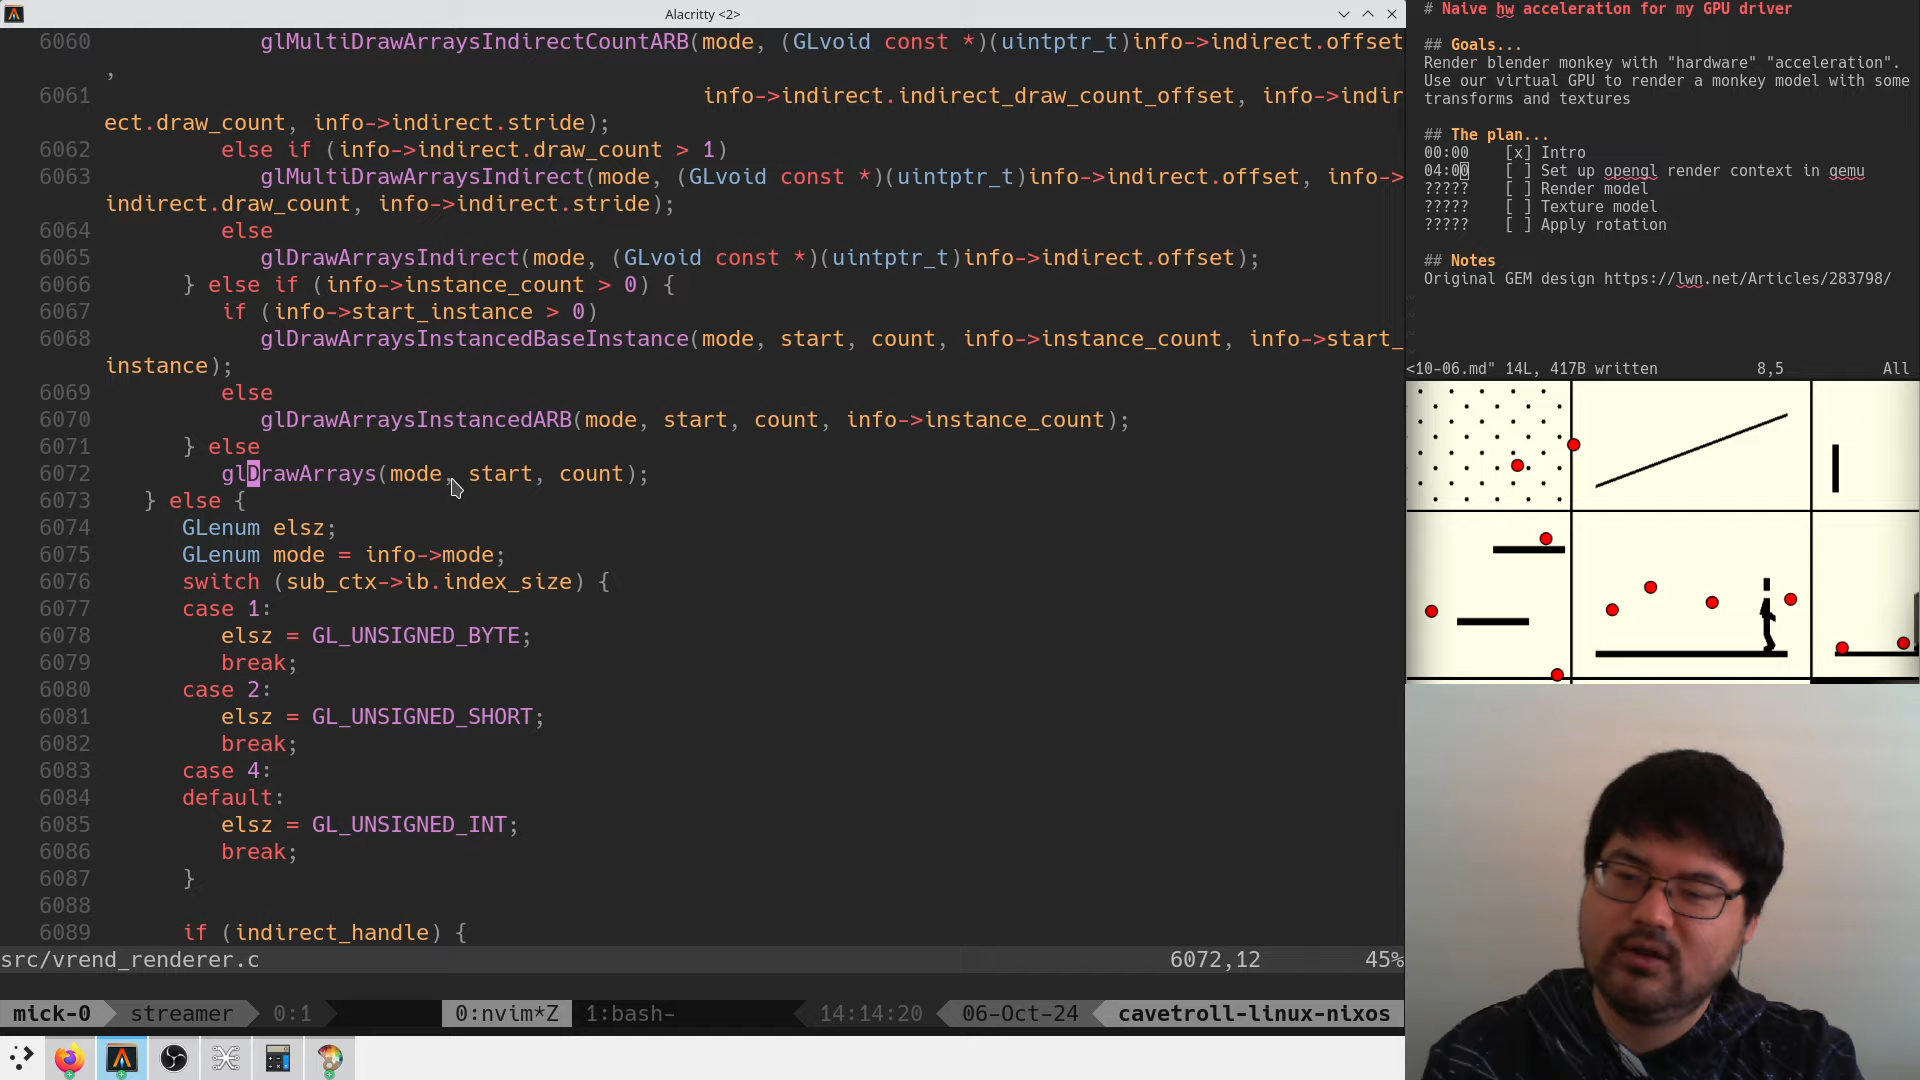 Alacritty <2>
6060 glMultiDrawArraysIndirectCountARB(mode, (GLvoid const *)(uintptr_t)info->indirect.offset
,
6061 info->indirect.indirect_draw_count_offset, info->indir
ect.draw_count, info->indirect.stride);
6062 else if (info->indirect.draw_count > 1)
6063 glMultiDrawArraysIndirect(mode, (GLvoid const *)(uintptr_t)info->indirect.offset, info->
indirect.draw_count, info->indirect.stride);
6064 else
6065 glDrawArraysIndirect(mode, (GLvoid const *)(uintptr_t)info->indirect.offset);
6066 } else if (info->instance_count > 0) {
6067 if (info->start_instance > 0)
6068 glDrawArraysInstancedBaseInstance(mode, start, count, info->instance_count, info->start_
instance);
6069 else
6070 glDrawArraysInstancedARB(mode, start, count, info->instance_count);
6071 } else
6072 glDrawArrays(mode, start, count);
6073 } else {
6074 GLenum elsz;
6075 GLenum mode = info->mode;
6076 switch (sub_ctx->ib.index_size) {
6077 case 1:
6078 elsz = GL_UNSIGNED_BYTE;
6079 break;
6080 case 2:
6081 elsz = GL_UNSIGNED_SHORT;
6082 break;
6083 case 4:
6084 default:
6085 elsz = GL_UNSIGNED_INT;
6086 break;
6087 }
6088
6089 if (indirect_handle) {
src/vrend_renderer.c 6072,12 45%
mick-0 streamer 0:1 0:nvim*Z 1:bash- 14:14:20 06-Oct-24 cavetroll-linux-nixos
# Naive hw acceleration for my GPU driver
## Goals...
Render blender monkey with "hardware" "acceleration".
Use our virtual GPU to render a monkey model with some
transforms and textures
## The plan...
00:00 [x] Intro
04:00 [ ] Set up opengl render context in qemu
????? [ ] Render model
????? [ ] Texture model
????? [ ] Apply rotation
## Notes
Original GEM design https://lwn.net/Articles/283798/
~
~
~
~
<10-06.md" 14L, 417B written 8,5 All